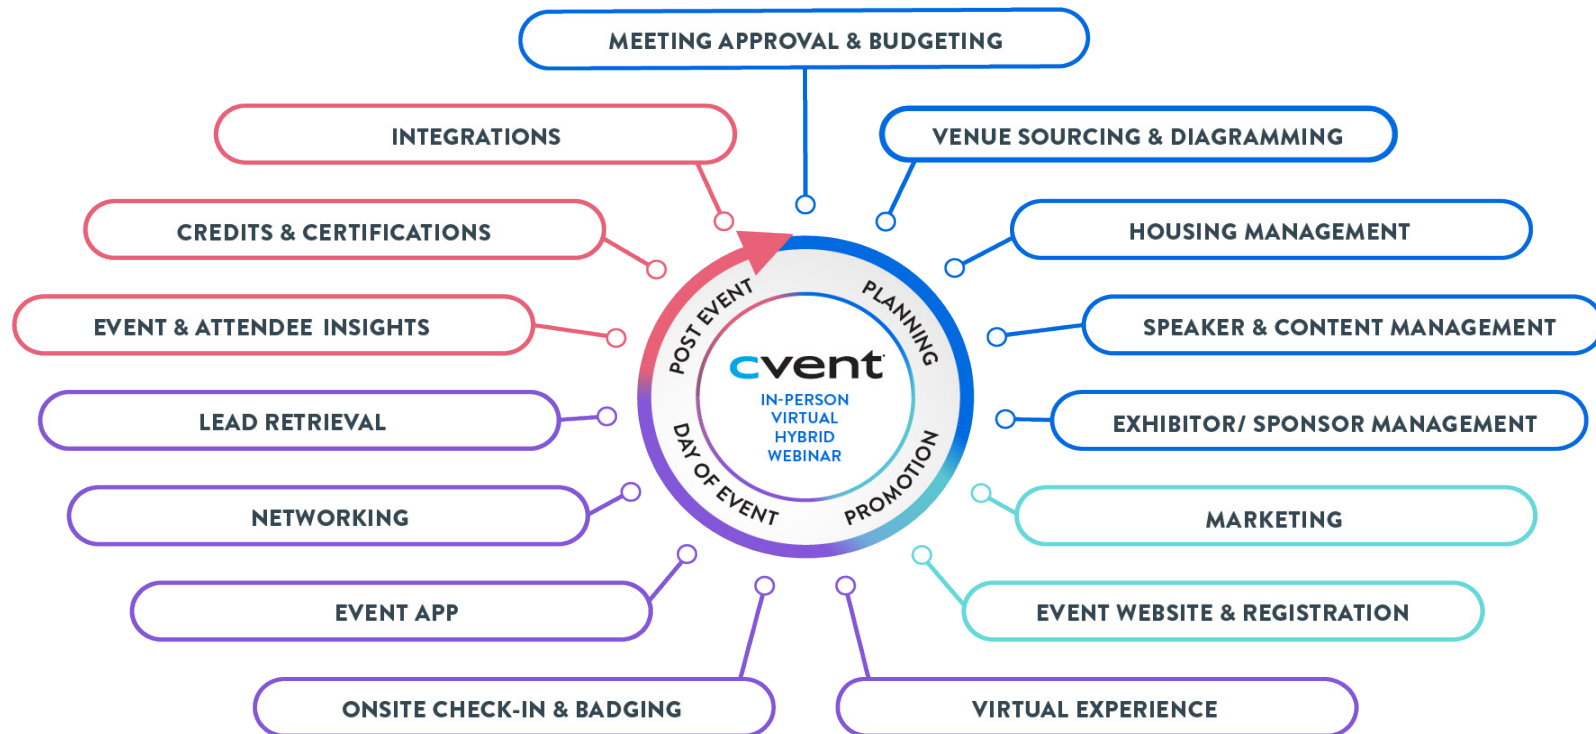 MEETING APPROVAL & BUDGETING
INTEGRATIONS
VENUE SOURCING & DIAGRAMMING
CREDITS & CERTIFICATIONS
HOUSING MANAGEMENT
EVENT & ATTENDEE INSIGHTS
SPEAKER & CONTENT MANAGEMENT
LEAD RETRIEVAL
EXHIBITOR/ SPONSOR MANAGEMENT
NETWORKING
MARKETING
EVENT APP
EVENT WEBSITE & REGISTRATION
ONSITE CHECK-IN & BADGING
VIRTUAL EXPERIENCE
POST EVENT
PLANNING
DAY OF EVENT
PROMOTION
cvent
IN-PERSON
VIRTUAL
HYBRID
WEBINAR